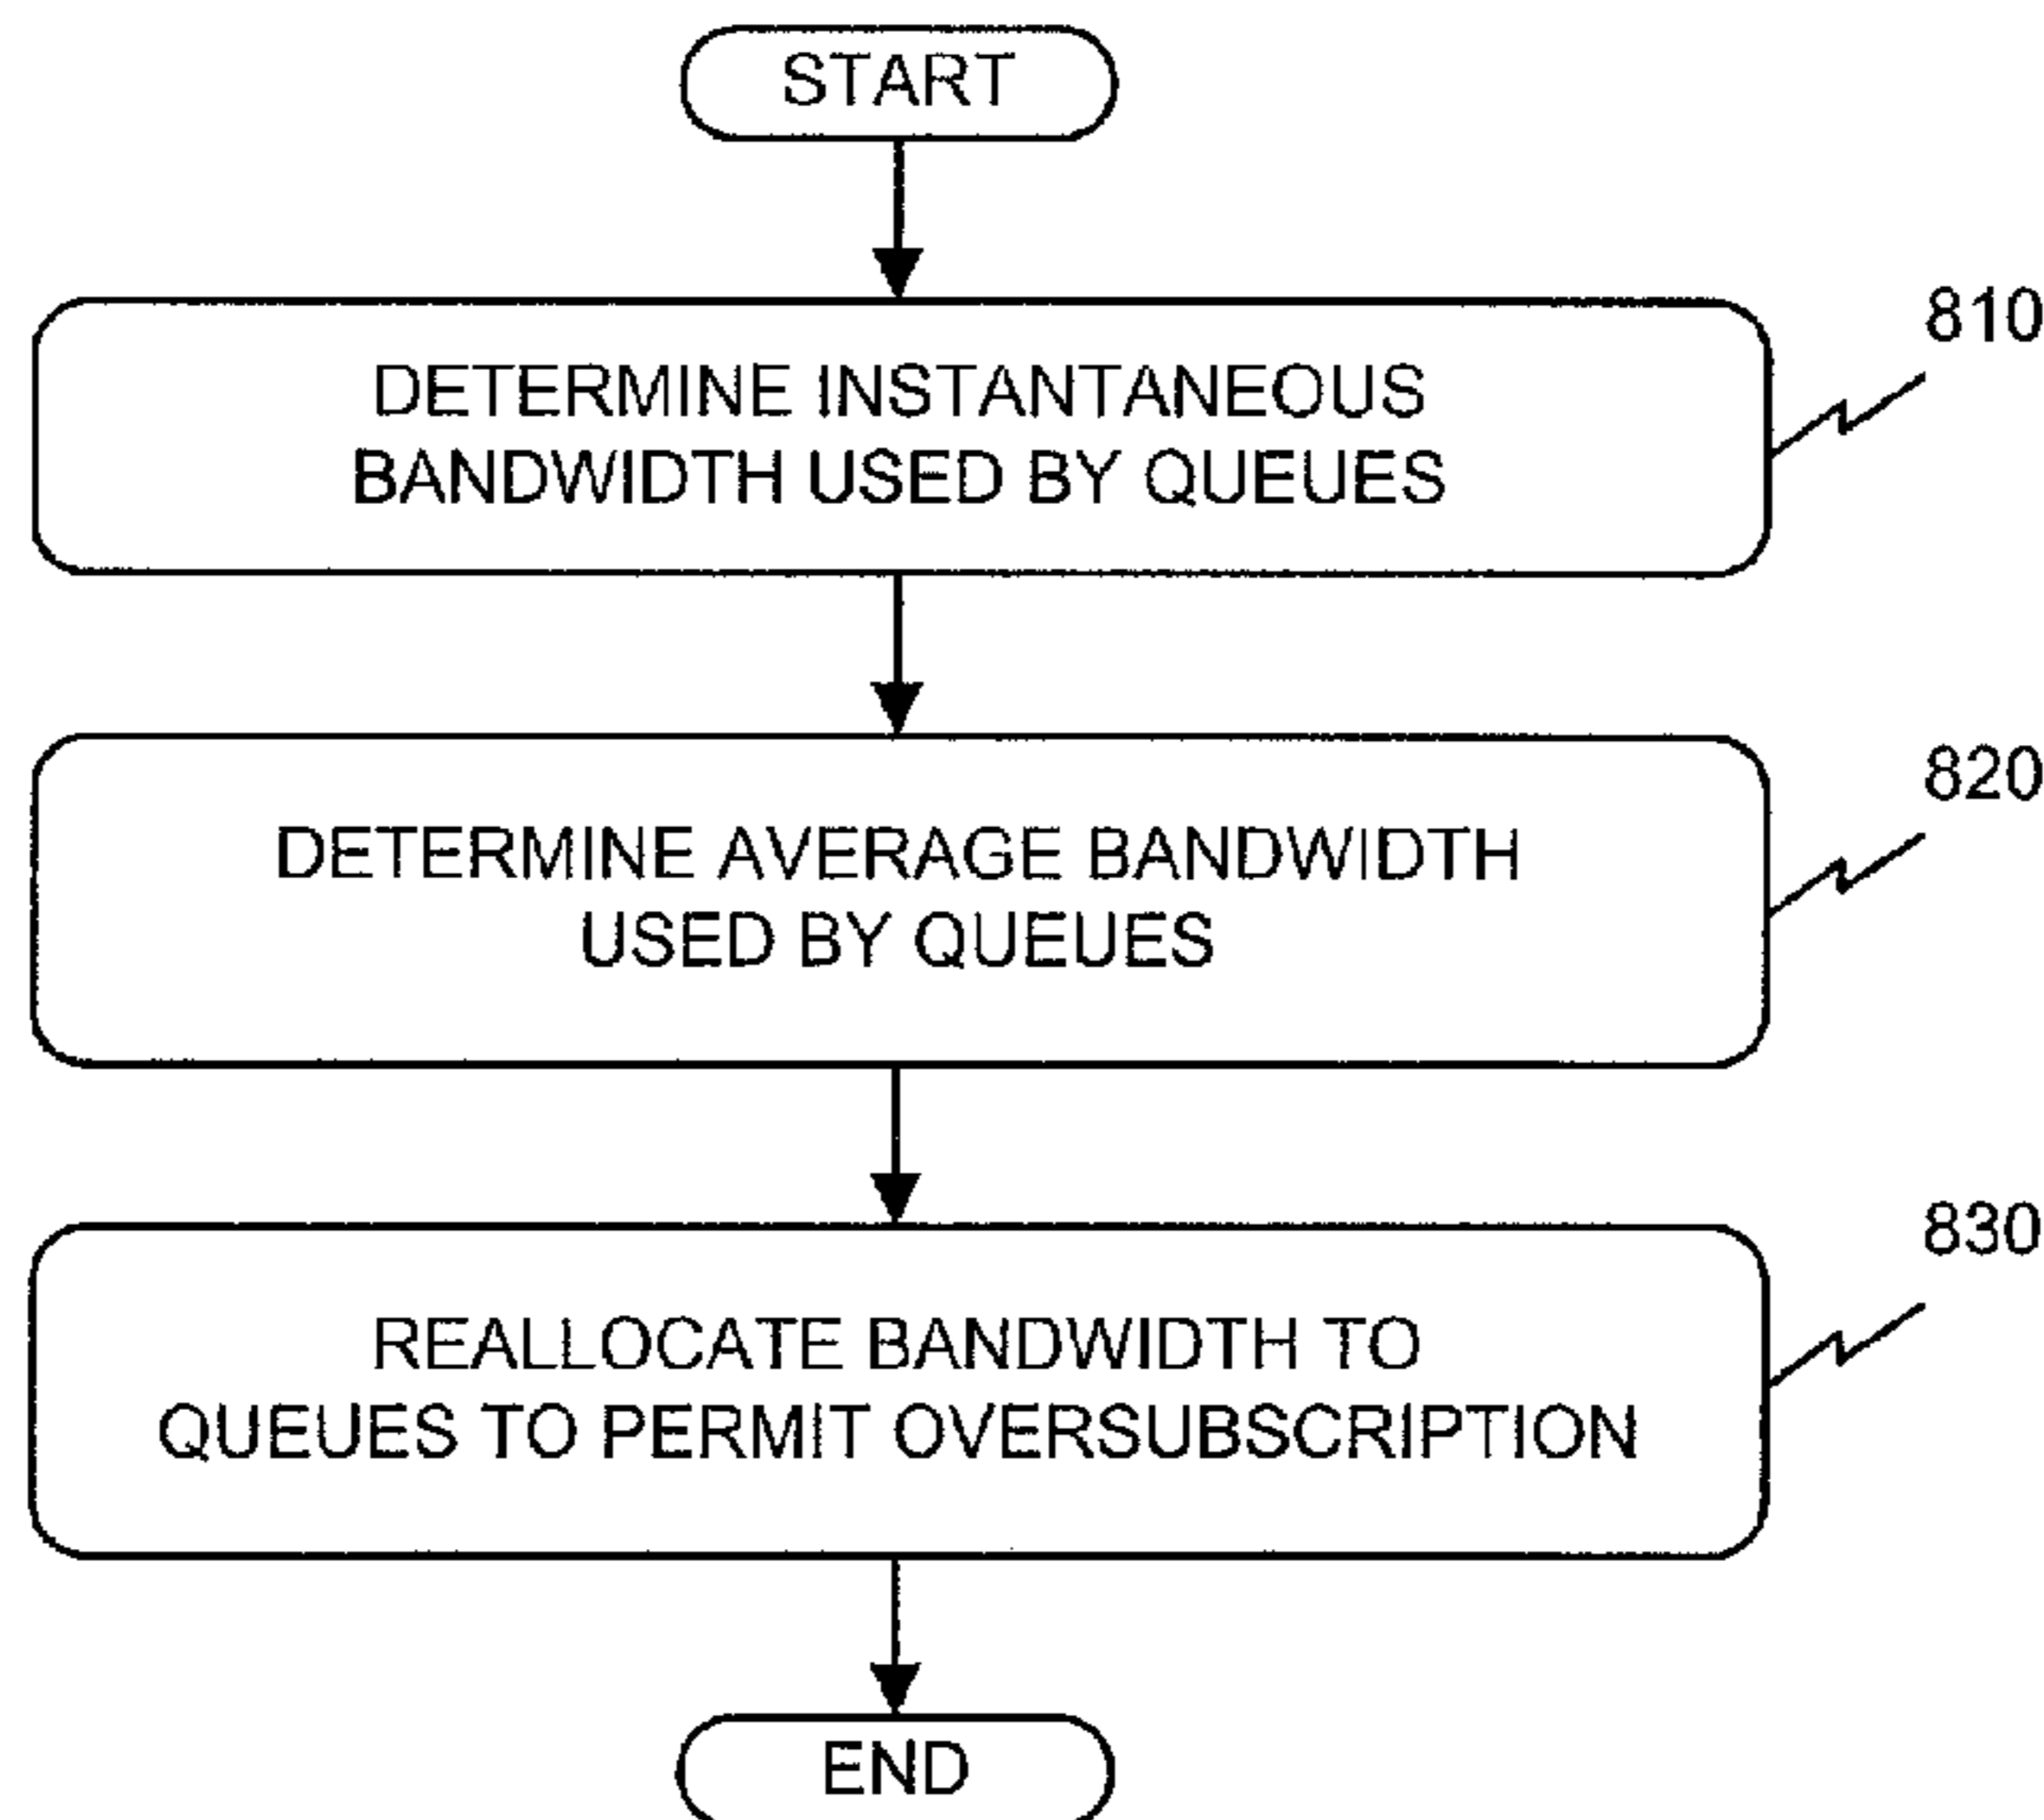 START
810
DETERMINE INSTANTANEOUS
BANDWIDTH USED BY QUEUES
820
DETERMINE AVERAGE BANDWIDTH
USED BY QUEUES
830
REALLOCATE BANDWIDTH TO
QUEUES TO PERMIT OVERSUBSCRIPTION
END